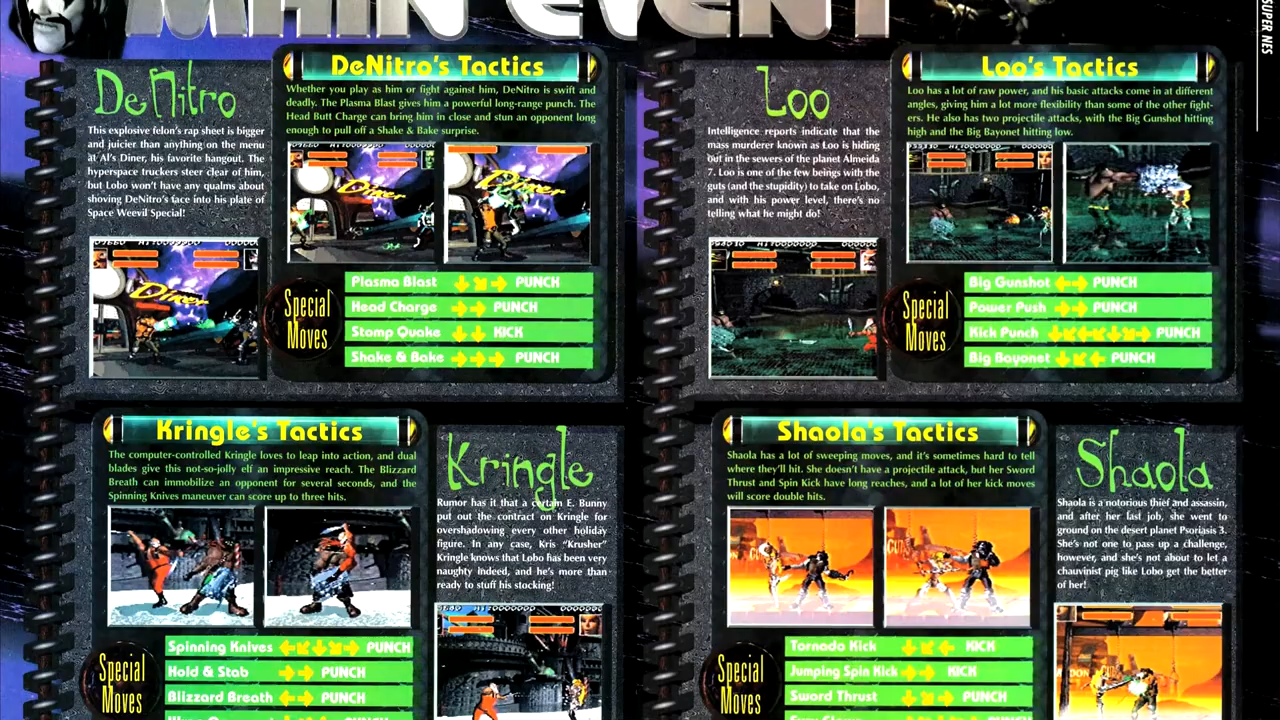 MAIN EVENT
SUPER NES
DeNitro
This explosive felon's rap sheet is bigger
and juicier than anything on the menu
at Al's Diner, his favorite hangout. The
hyperspace truckers steer clear of him,
but Lobo won't have any qualms about
shoving DeNitro's face into his plate of
Space Weevil Special!
DeNitro's Tactics
Whether you play as him or fight against him, DeNitro is swift and
deadly. The Plasma Blast gives him a powerful long-range punch. The
Head Butt Charge can bring him in close and stun an opponent long
enough to pull off a Shake & Bake surprise.
Diner
Diner
Diner
Special
Moves
Plasma Blast ↓↘→ PUNCH
Head Charge →→ PUNCH
Stomp Quake ↓↓ KICK
Shake & Bake →→→ PUNCH
Loo
Intelligence reports indicate that the
mass murderer known as Loo is hiding
out in the sewers of the planet Almeida
7. Loo is one of the few beings with the
guts (and the stupidity) to take on Lobo,
and with his power level, there's no
telling what he might do!
Loo's Tactics
Loo has a lot of raw power, and his basic attacks come in at different
angles, giving him a lot more flexibility than some of the other fight-
ers. He also has two projectile attacks, with the Big Gunshot hitting
high and the Big Bayonet hitting low.
Special
Moves
Big Gunshot ←→ PUNCH
Power Push →→ PUNCH
Kick Punch ↓↙←↙↓↘→ PUNCH
Big Bayonet ↓↙← PUNCH
Kringle's Tactics
The computer-controlled Kringle loves to leap into action, and dual
blades give this not-so-jolly elf an impressive reach. The Blizzard
Breath can immobilize an opponent for several seconds, and the
Spinning Knives maneuver can score up to three hits.
Special
Moves
Spinning Knives ←↙↓↘→ PUNCH
Hold & Stab →→ PUNCH
Blizzard Breath ←→ PUNCH
Kringle
Rumor has it that a certain E. Bunny
put out the contract on Kringle for
overshadowing every other holiday
figure. In any case, Kris "Krusher"
Kringle knows that Lobo has been very
naughty indeed, and he's more than
ready to stuff his stocking!
Shaola's Tactics
Shaola has a lot of sweeping moves, and it's sometimes hard to tell
where they'll hit. She doesn't have a projectile attack, but her Sword
Thrust and Spin Kick have long reaches, and a lot of her kick moves
will score double hits.
Special
Moves
Tornado Kick ↓↙← KICK
Jumping Spin Kick →→ KICK
Sword Thrust ↓↘→ PUNCH
Shaola
Shaola is a notorious thief and assassin,
and after her last job, she went to
ground on the desert planet Psoriasis 3.
She's not one to pass up a challenge,
however, and she's not about to let a
chauvinist pig like Lobo get the better
of her!